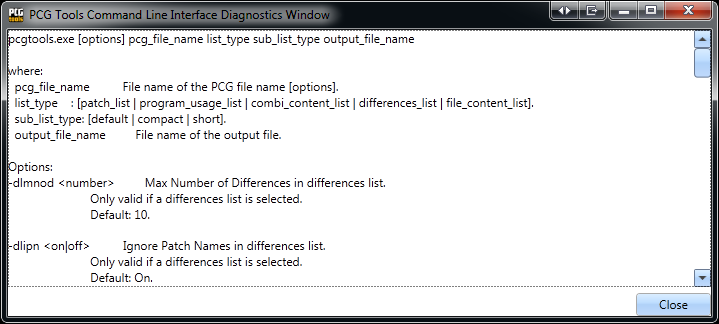 PCG TOOLS PCG Tools Command Line Interface Diagnostics Window
pcgtools.exe [options] pcg_file_name list_type sub_list_type output_file_name
where:
pcg_file_name File name of the PCG file name [options].
list_type : [patch_list | program_usage_list | combi_content_list | differences_list | file_content_list].
sub_list_type: [default | compact | short].
output_file_name File name of the output file.
Options:
-dlmnod <number> Max Number of Differences in differences list.
Only valid if a differences list is selected.
Default: 10.
-dlipn <on|off> Ignore Patch Names in differences list.
Only valid if a differences list is selected.
Default: On.
Close